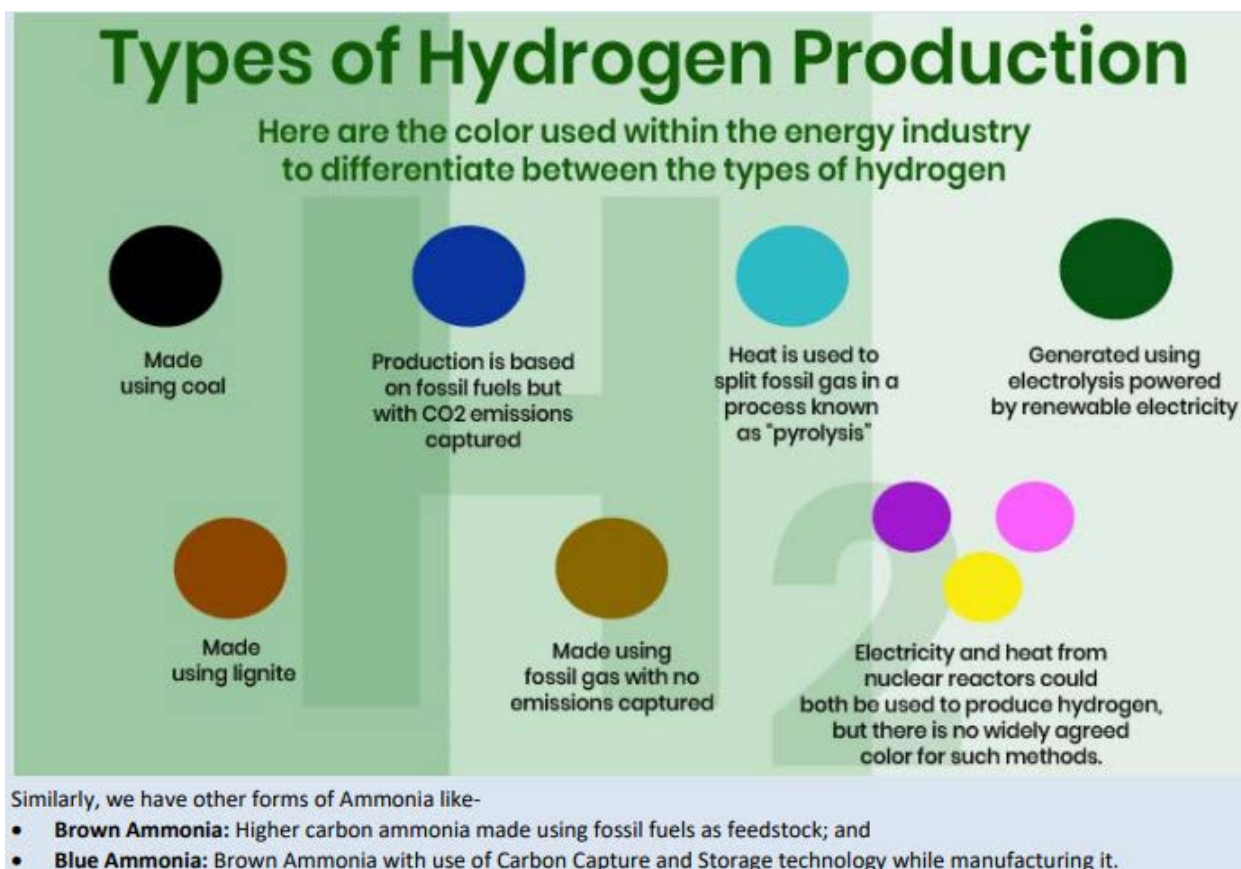 Types of Hydrogen Production
Here are the color used within the energy industry
to differentiate between the types of hydrogen
Made
using coal
Production is based
on fossil fuels but
with CO2 emissions
captured
Heat is used to
split fossil gas in a
process known
as "pyrolysis"
Generated using
electrolysis powered
by renewable electricity
Made
using lignite
Made using
fossil gas with no
emissions captured
Electricity and heat from
nuclear reactors could
both be used to produce hydrogen,
but there is no widely agreed
color for such methods.
H2
Similarly, we have other forms of Ammonia like-
• Brown Ammonia: Higher carbon ammonia made using fossil fuels as feedstock; and
• Blue Ammonia: Brown Ammonia with use of Carbon Capture and Storage technology while manufacturing it.